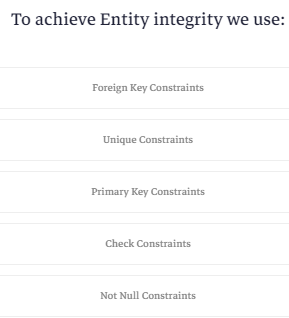 To achieve Entity integrity we use:
Foreign Key Constraints
Unique Constraints
Primary Key Constraints
Check Constraints
Not Null Constraints